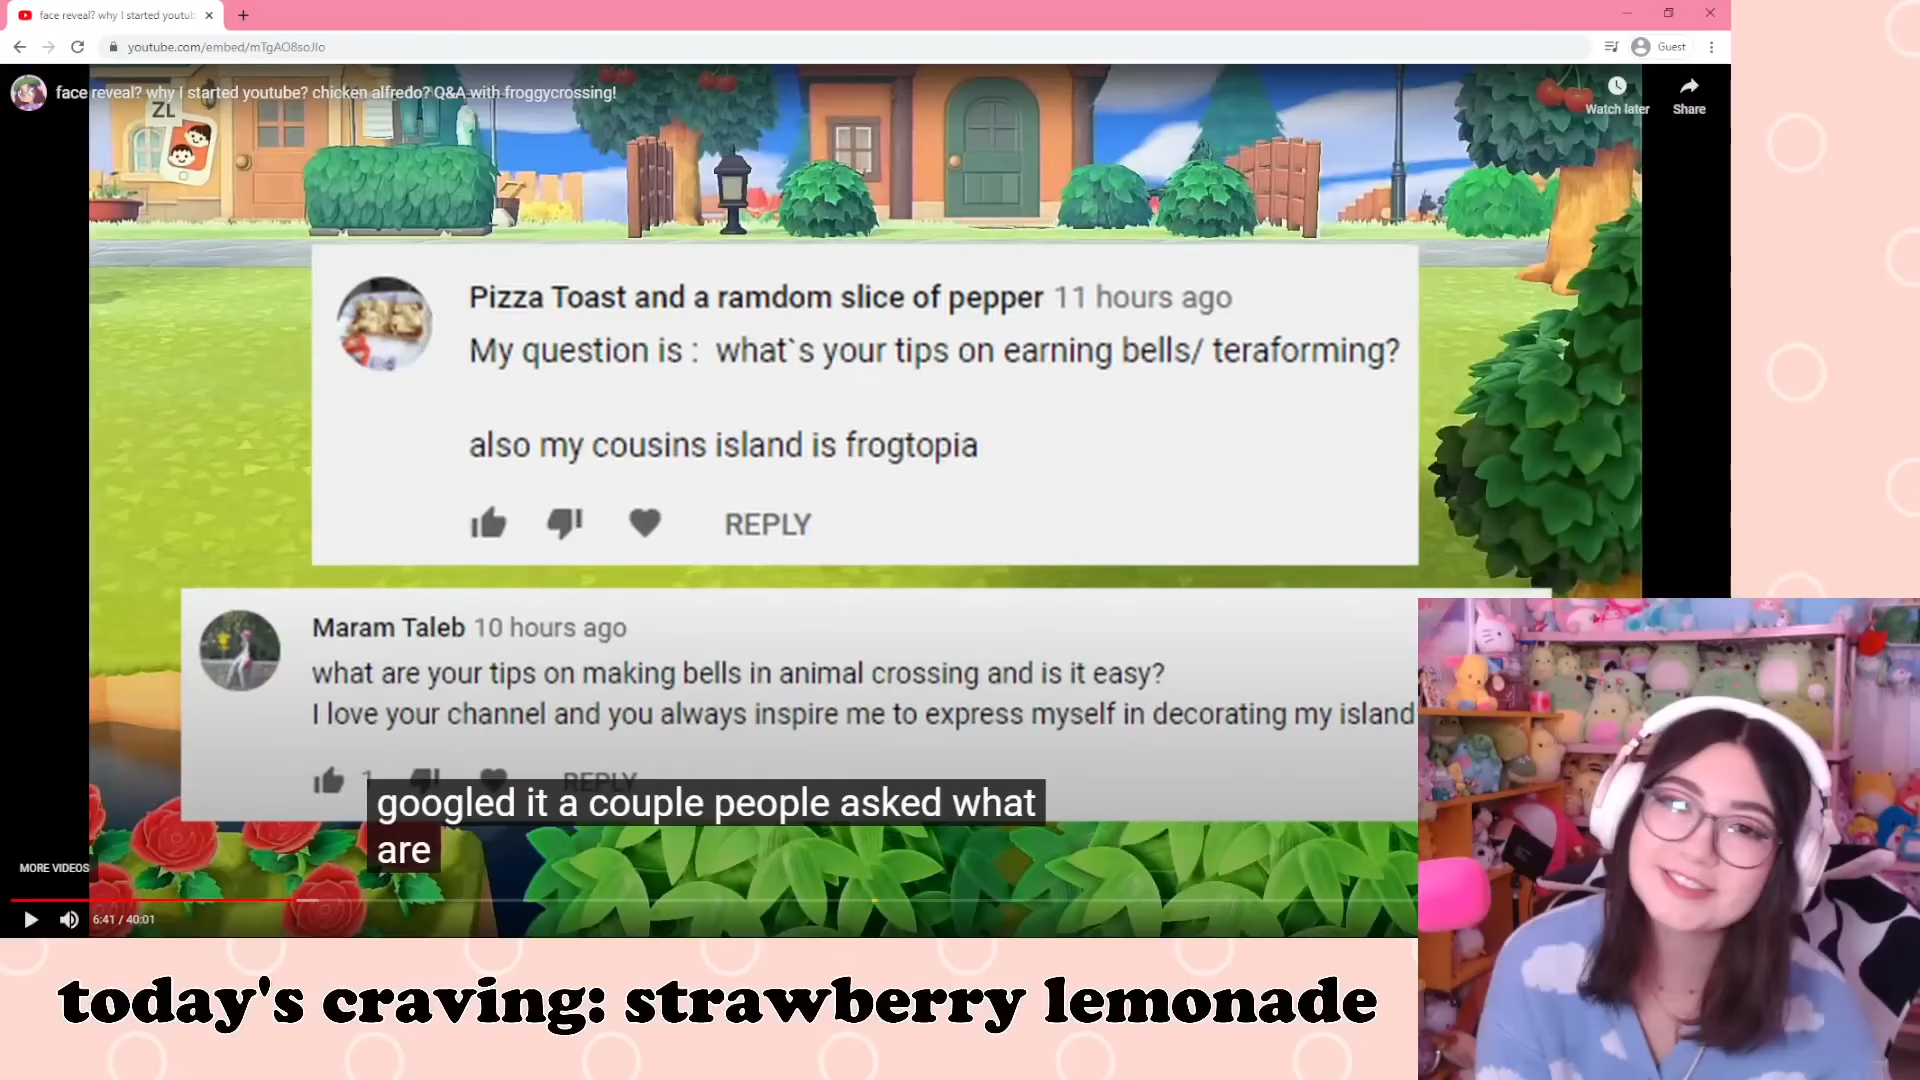 face reveal? why I started youtub
youtube.com/embed/mTgAO8soJIo
Guest
face reveal? why I started youtube? chicken alfredo? Q&A with froggycrossing!
Watch later
Share
ZL
Pizza Toast and a ramdom slice of pepper 11 hours ago
My question is : what`s your tips on earning bells/ teraforming?
also my cousins island is frogtopia
REPLY
Maram Taleb 10 hours ago
what are your tips on making bells in animal crossing and is it easy?
I love your channel and you always inspire me to express myself in decorating my island
1
REPLY
googled it a couple people asked what
are
MORE VIDEOS
6:41 / 40:01
today's craving: strawberry lemonade